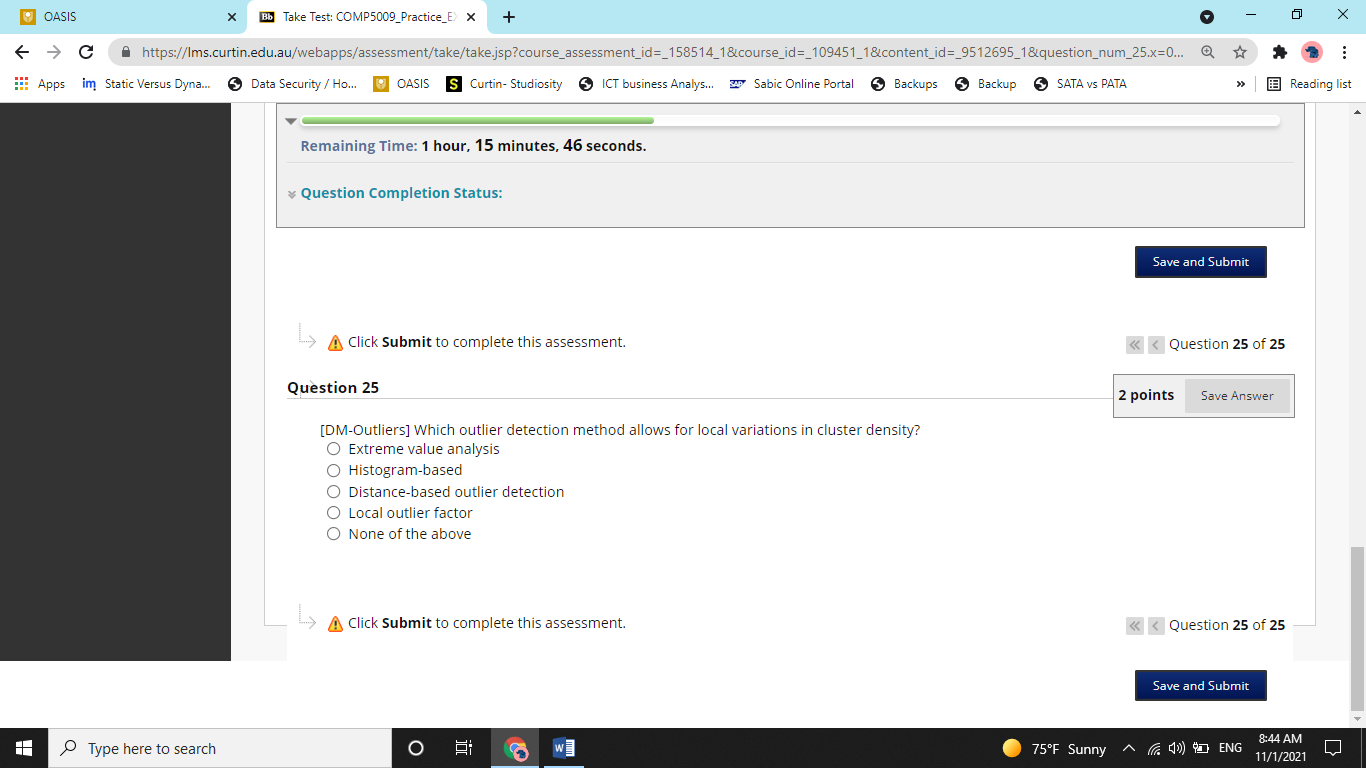 OASIS
Bb Take Test: COMP5009_Practice_E
https://lms.curtin.edu.au/webapps/assessment/take/take.jsp?course_assessment_id=_158514_1&course_id=_109451_1&content_id=_9512695_1&question_num_25.x=0...
Apps im Static Versus Dyna... Data Security / Ho... OASIS S Curtin- Studiosity ICT business Analys... SAP Sabic Online Portal Backups Backup SATA vs PATA » Reading list
Remaining Time: 1 hour, 15 minutes, 46 seconds.
Question Completion Status:
Save and Submit
Click Submit to complete this assessment.
Question 25 of 25
Question 25
2 points Save Answer
[DM-Outliers] Which outlier detection method allows for local variations in cluster density?
Extreme value analysis
Histogram-based
Distance-based outlier detection
Local outlier factor
None of the above
Click Submit to complete this assessment.
Question 25 of 25
Save and Submit
Type here to search
W
75°F Sunny
ENG
8:44 AM
11/1/2021